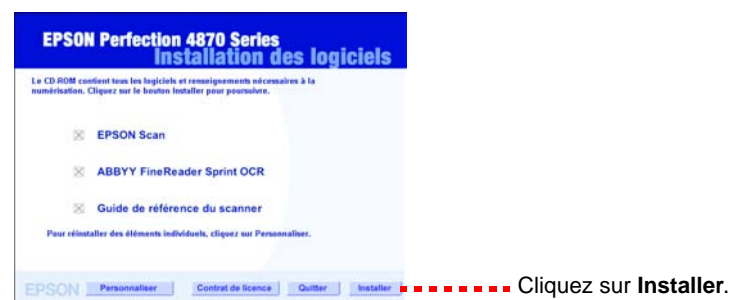 EPSON Perfection 4870 Series
Installation des logiciels
Le CD-ROM contient tous les logiciels et renseignements nécessaires à la
numérisation. Cliquez sur le bouton Installer pour poursuivre.
EPSON Scan
ABBYY FineReader Sprint OCR
Guide de référence du scanner
Pour réinstaller des éléments individuels, cliquez sur Personnaliser.
EPSON Personnaliser Contrat de licence Quitter Installer
Cliquez sur Installer.